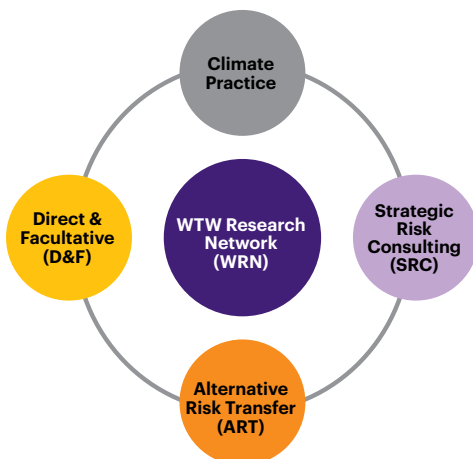 Climate
Practice
Direct &
Facultative
(D&F)
WTW Research
Network
(WRN)
Strategic
Risk
Consulting
(SRC)
Alternative
Risk Transfer
(ART)